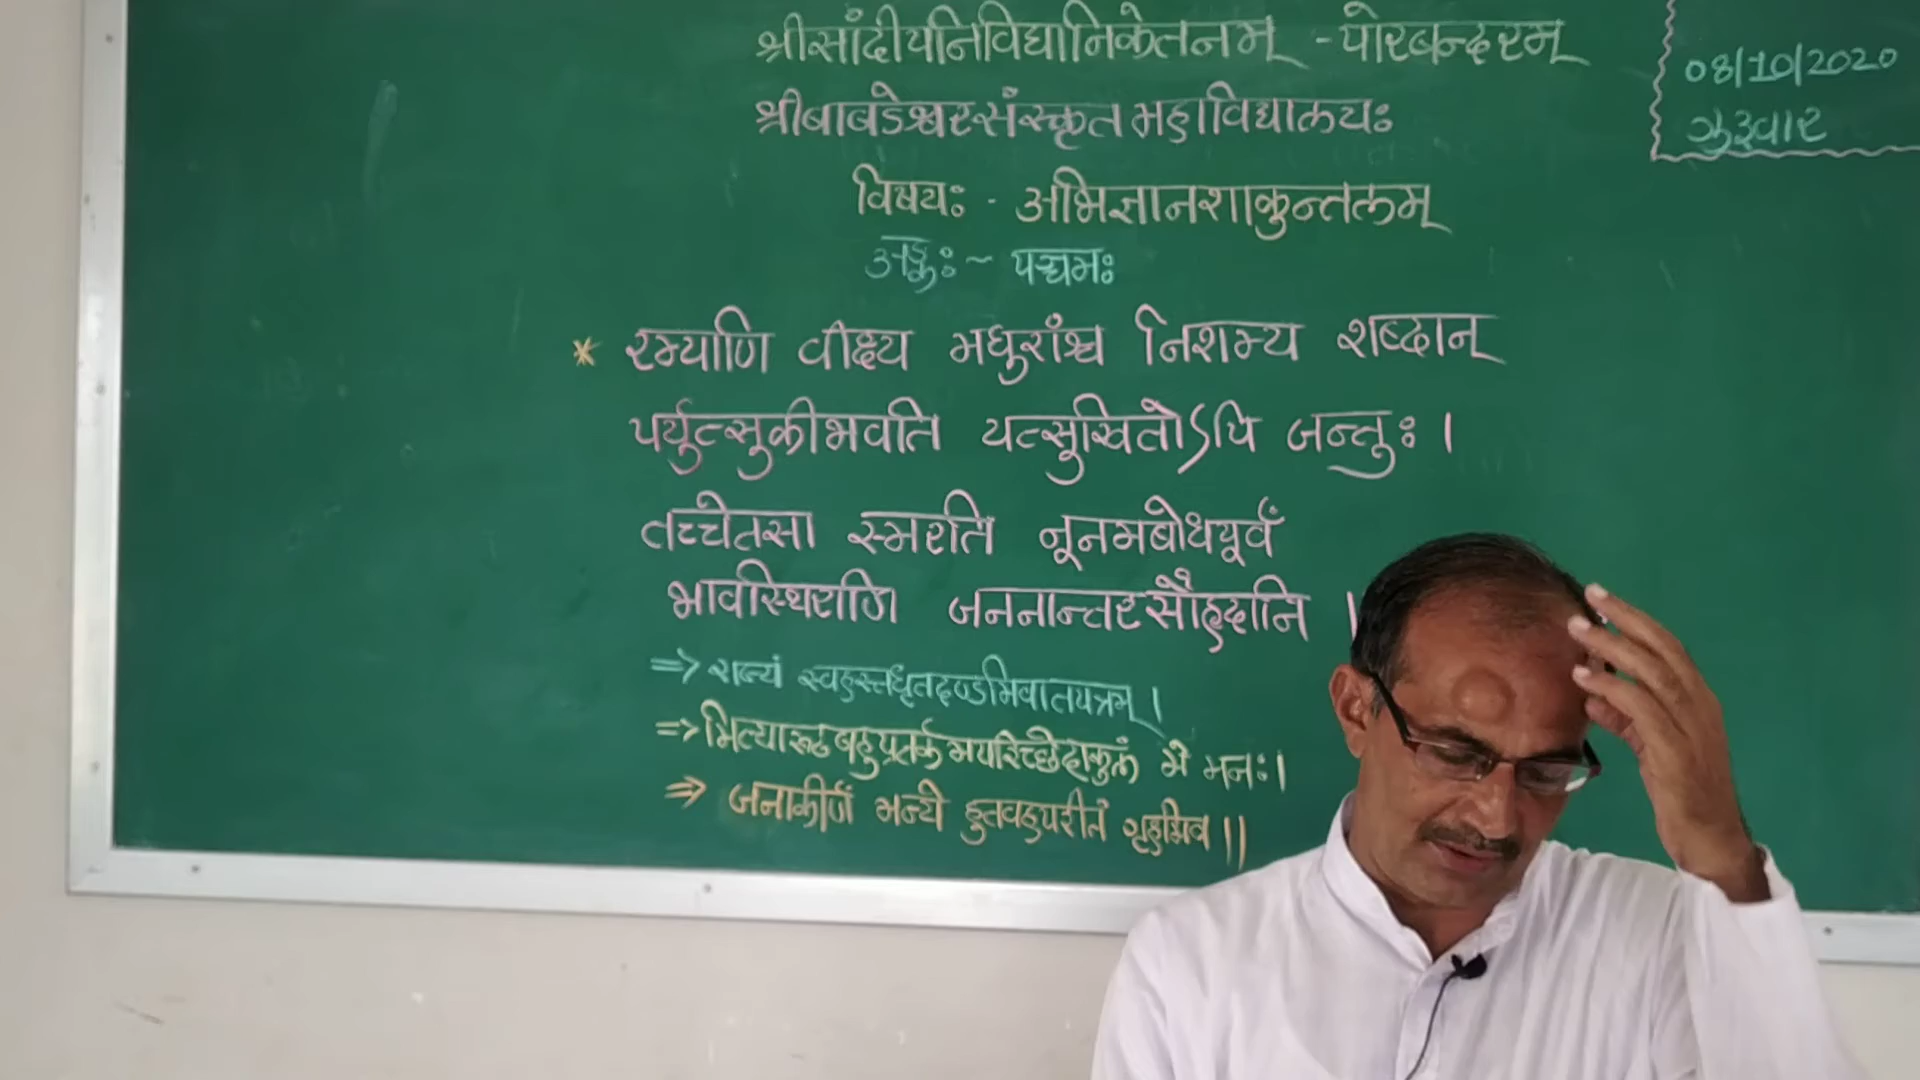 श्रीसांदीपनिविद्यानिकेतनम् - पोरबन्दरम्
श्रीबाबडेश्वरसंस्कृतमहाविद्यालयः
08/10/2020
गुरुवार
विषयः - अभिज्ञानशाकुन्तलम्
अङ्कः ~ पञ्चमः
* रम्याणि वीक्ष्य मधुरांश्च निशम्य शब्दान्
पर्युत्सुकीभवति यत्सुखितोऽपि जन्तुः ।
तच्चेतसा स्मरति नूनमबोधपूर्वं
भावस्थिराणि जननान्तरसौहृदानि ।
=> राज्यं स्वहस्तधृतदण्डमिवातपत्रम् ।
=> मित्यारूढबहुप्रतर्कमपरिच्छेदाकुलं मे मनः ।
=> जनाकीर्णं मन्ये हुतवहपरीतं गृहमिव ॥